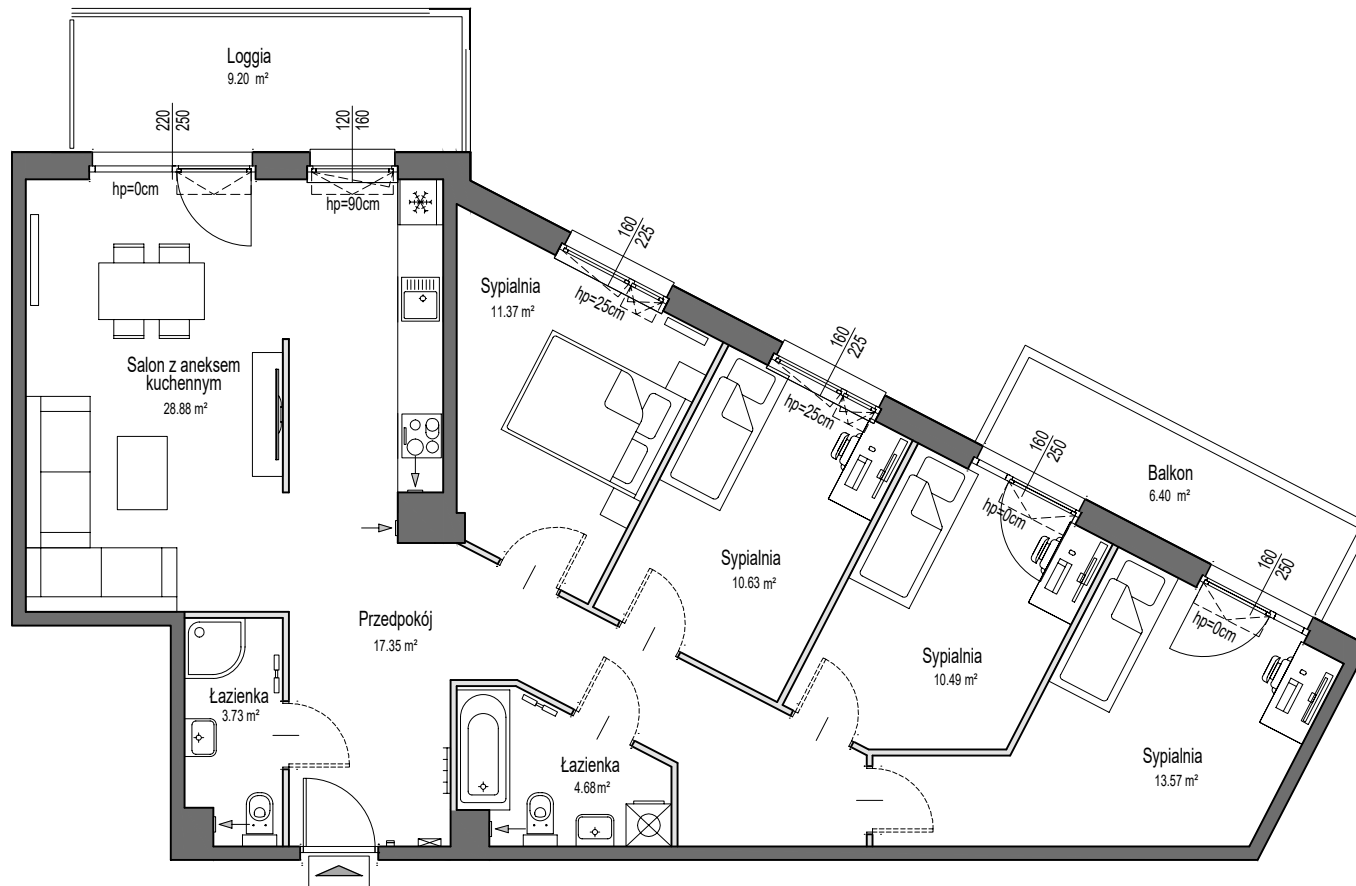 Loggia
9.20 m²
220
250
120
160
hp=0cm
hp=90cm
160
225
hp=25cm
Sypialnia
11.37 m²
160
225
hp=25cm
Salon z aneksem
kuchennym
28.88 m²
160
250
hp=0cm
Balkon
6.40 m²
160
250
hp=0cm
Sypialnia
10.63 m²
Przedpokój
17.35 m²
Sypialnia
10.49 m²
Łazienka
3.73 m²
Łazienka
4.68m²
Sypialnia
13.57 m²